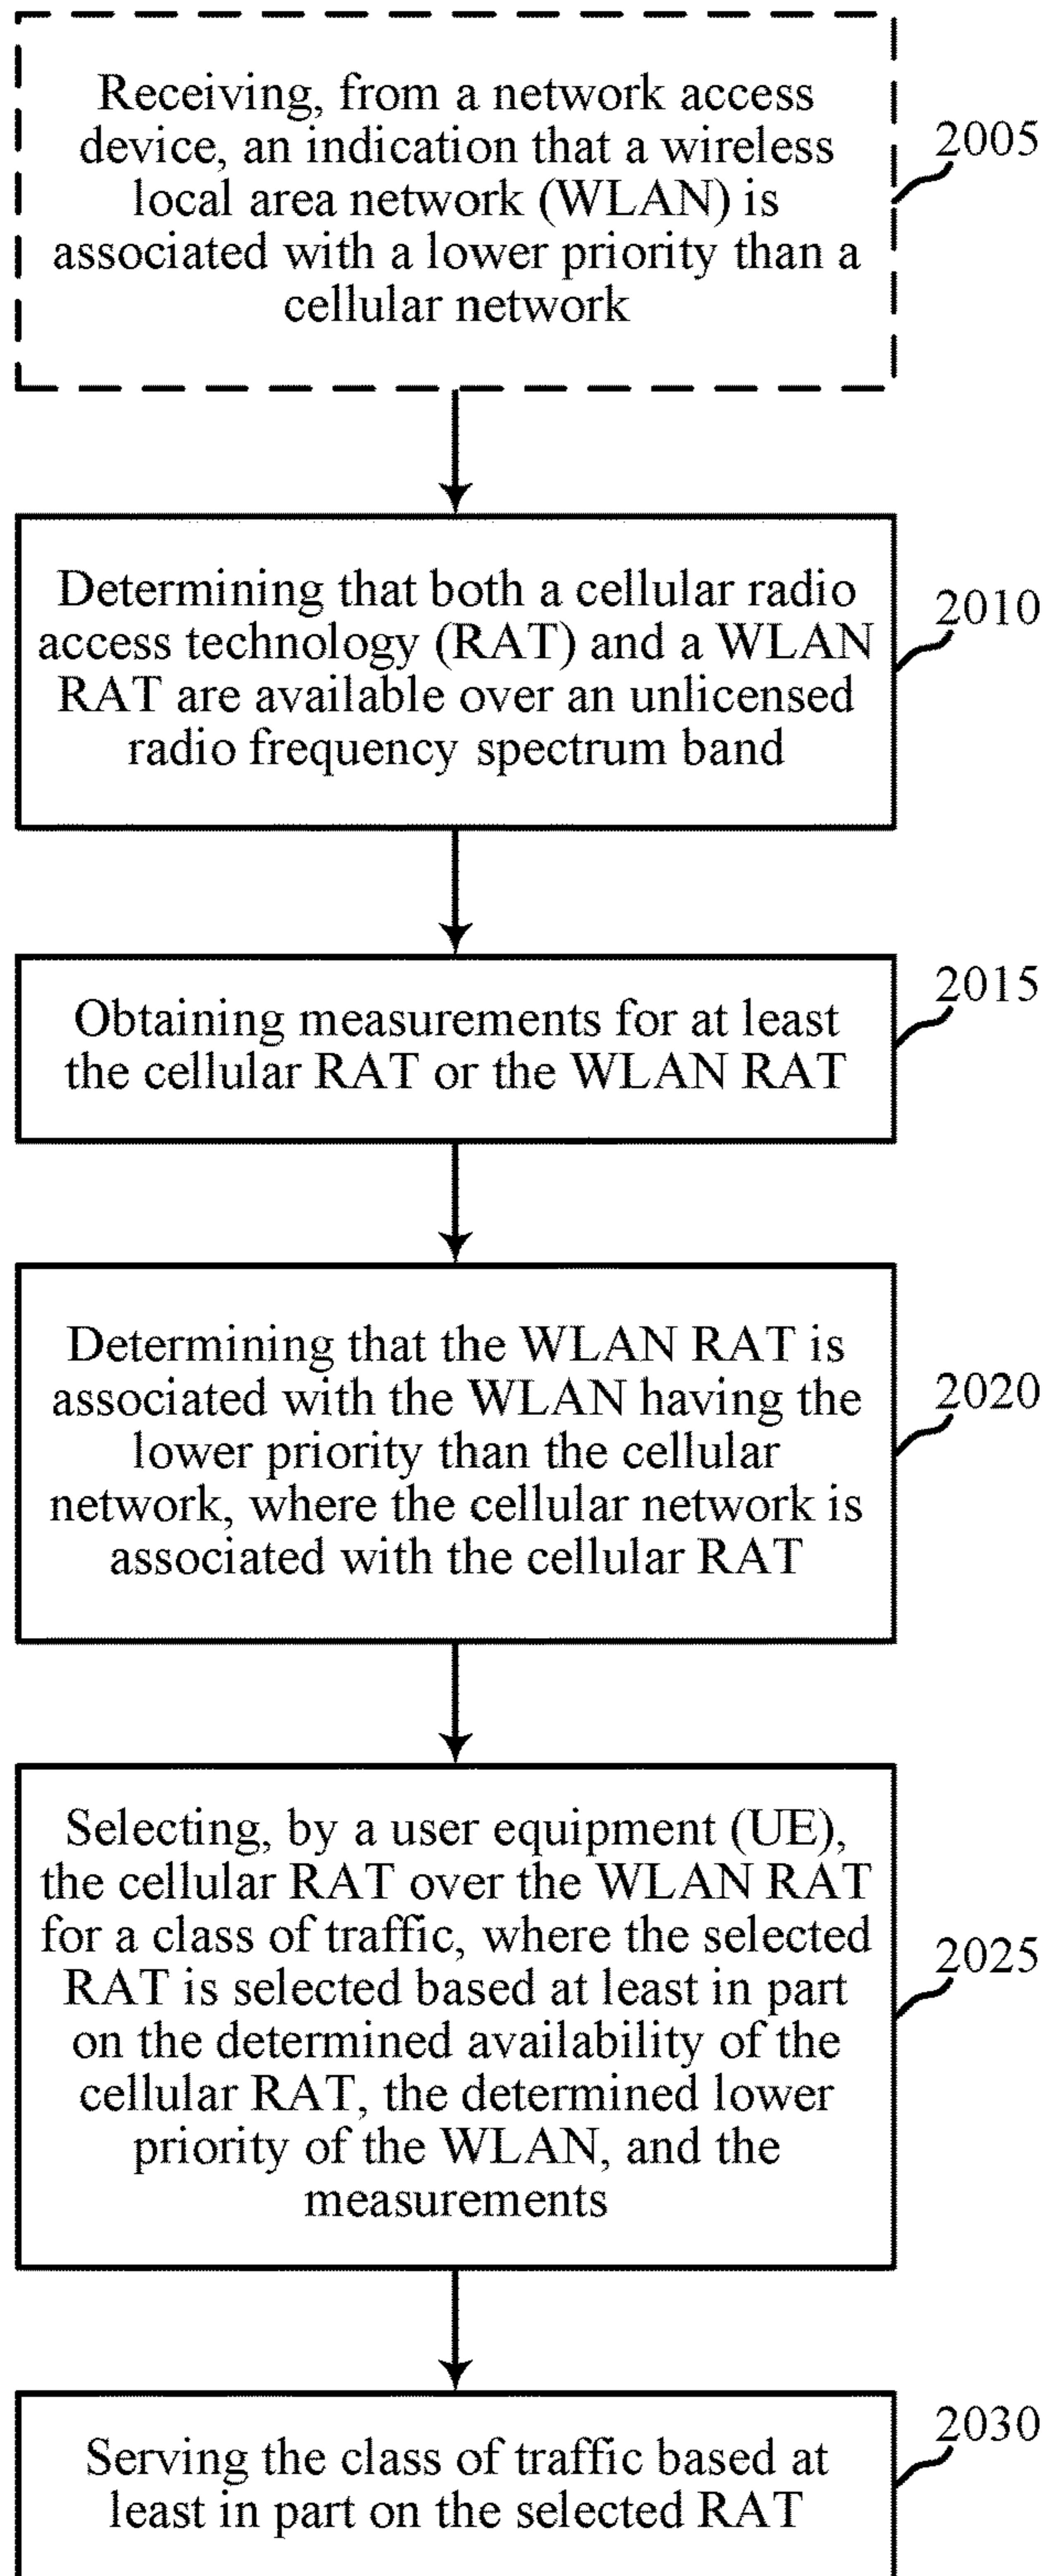 Receiving, from a network access
device, an indication that a wireless
local area network (WLAN) is
associated with a lower priority than a
cellular network
2005
Determining that both a cellular radio
access technology (RAT) and a WLAN
RAT are available over an unlicensed
radio frequency spectrum band
2010
Obtaining measurements for at least
the cellular RAT or the WLAN RAT
2015
Determining that the WLAN RAT is
associated with the WLAN having the
lower priority than the cellular
network, where the cellular network is
associated with the cellular RAT
2020
Selecting, by a user equipment (UE),
the cellular RAT over the WLAN RAT
for a class of traffic, where the selected
RAT is selected based at least in part
on the determined availability of the
cellular RAT, the determined lower
priority of the WLAN, and the
measurements
2025
Serving the class of traffic based at
least in part on the selected RAT
2030